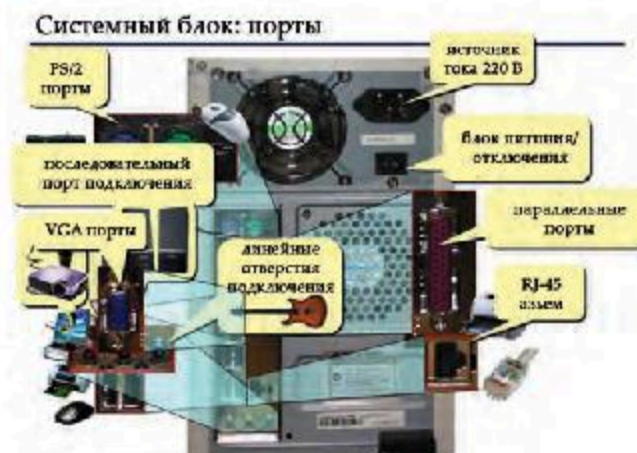 Системный блок: порты
PS/2
порты
источник
тока 220 В
блок питания/
отключения
последовательный
порт подключения
VGA порты
линейные
отверстия
подключения
параллельные
порты
RJ-45
азъем